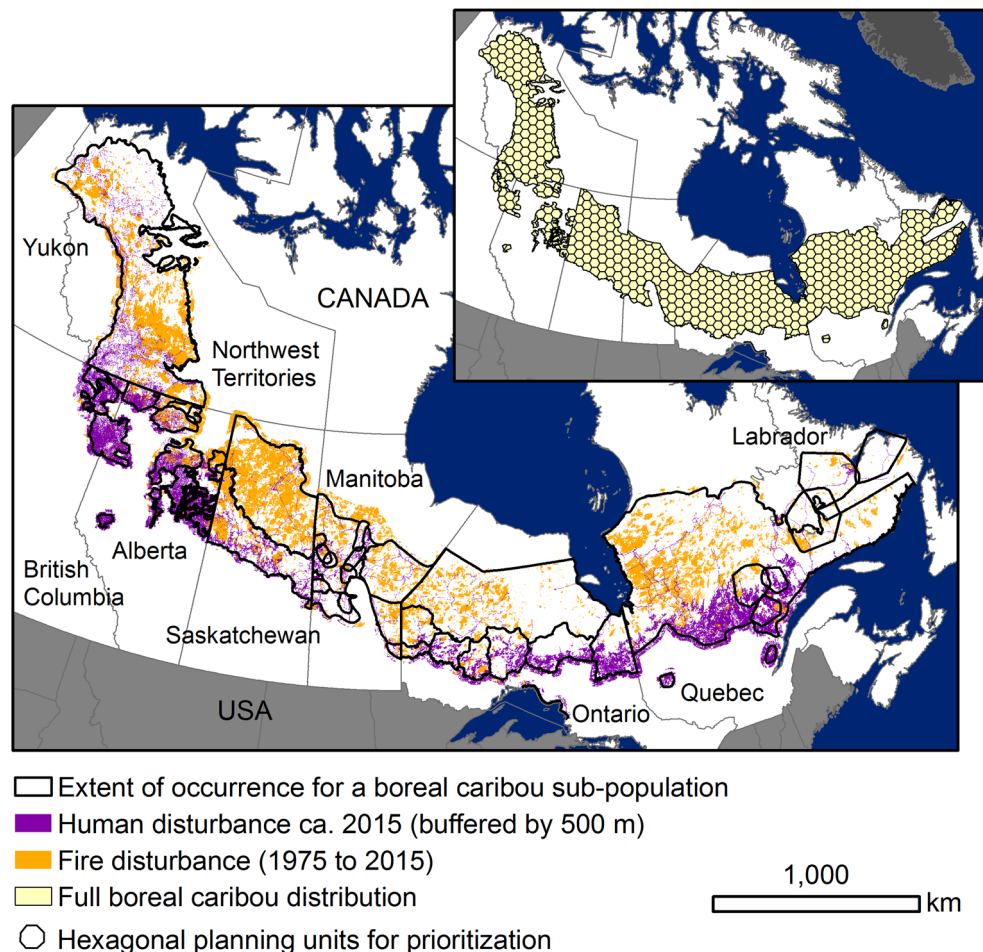 Yukon
CANADA
Northwest
Territories
Labrador
Manitoba
Alberta
British
Columbia
Saskatchewan
Quebec
USA
Ontario
Extent of occurrence for a boreal caribou sub-population
Human disturbance ca. 2015 (buffered by 500 m)
Fire disturbance (1975 to 2015)
Full boreal caribou distribution
1,000
km
Hexagonal planning units for prioritization